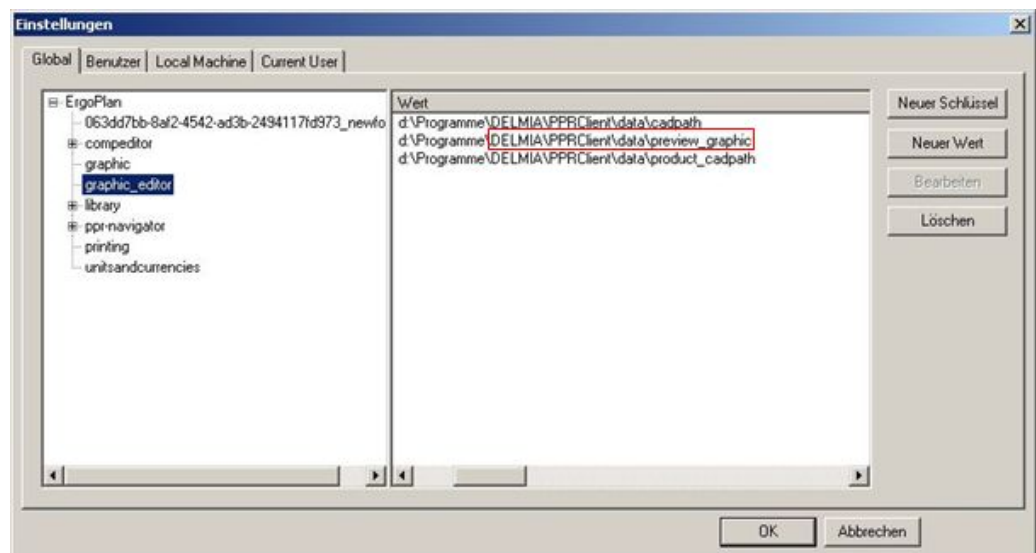 Einstellungen
Global
Benutzer
Local Machine
Current User
ErgoPlan
063dd7bb-8af2-4542-ad3b-2494117fd973_newfo
compeditor
graphic
graphic_editor
library
ppr-navigator
printing
unitsandcurrencies
Wert
d:\Programme\DELMIA\PPRClient\data\cadpath
d:\Programme\DELMIA\PPRClient\data\preview_graphic
d:\Programme\DELMIA\PPRClient\data\product_cadpath
Neuer Schlüssel
Neuer Wert
Bearbeiten
Löschen
OK
Abbrechen